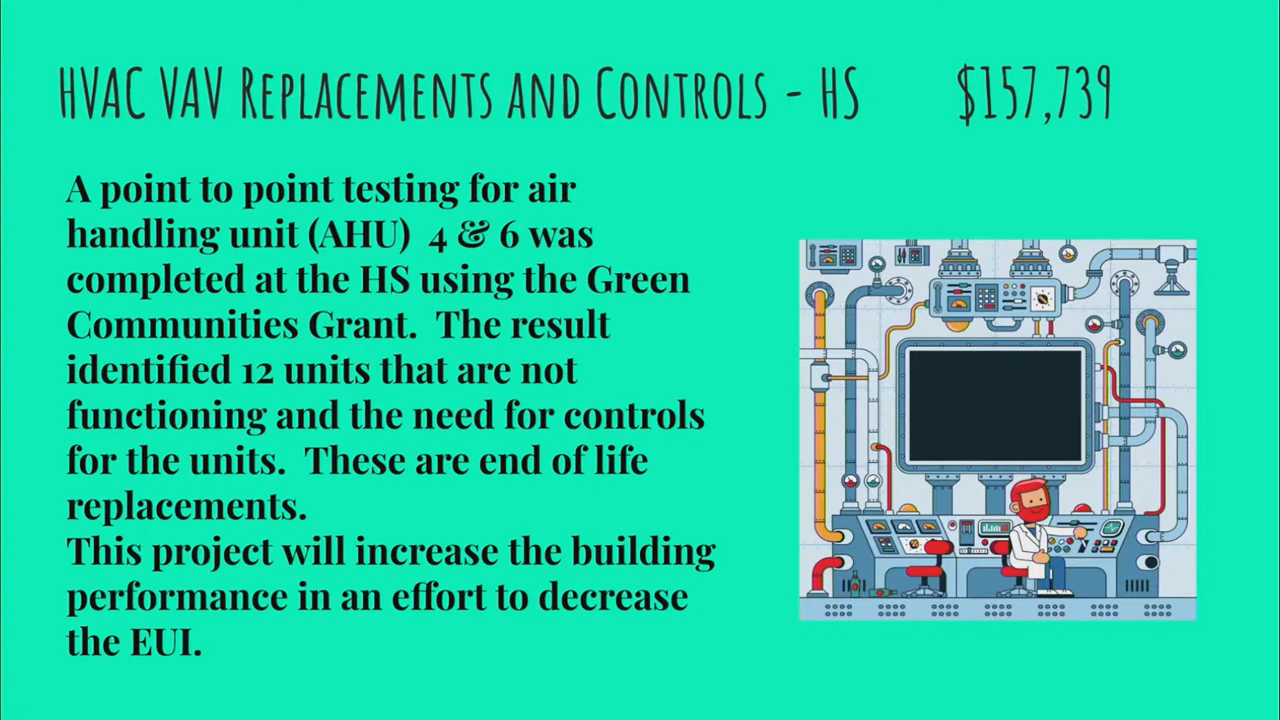 HVAC VAV Replacements and Controls - HS $157,739
A point to point testing for air
handling unit (AHU) 4 & 6 was
completed at the HS using the Green
Communities Grant. The result
identified 12 units that are not
functioning and the need for controls
for the units. These are end of life
replacements.
This project will increase the building
performance in an effort to decrease
the EUI.